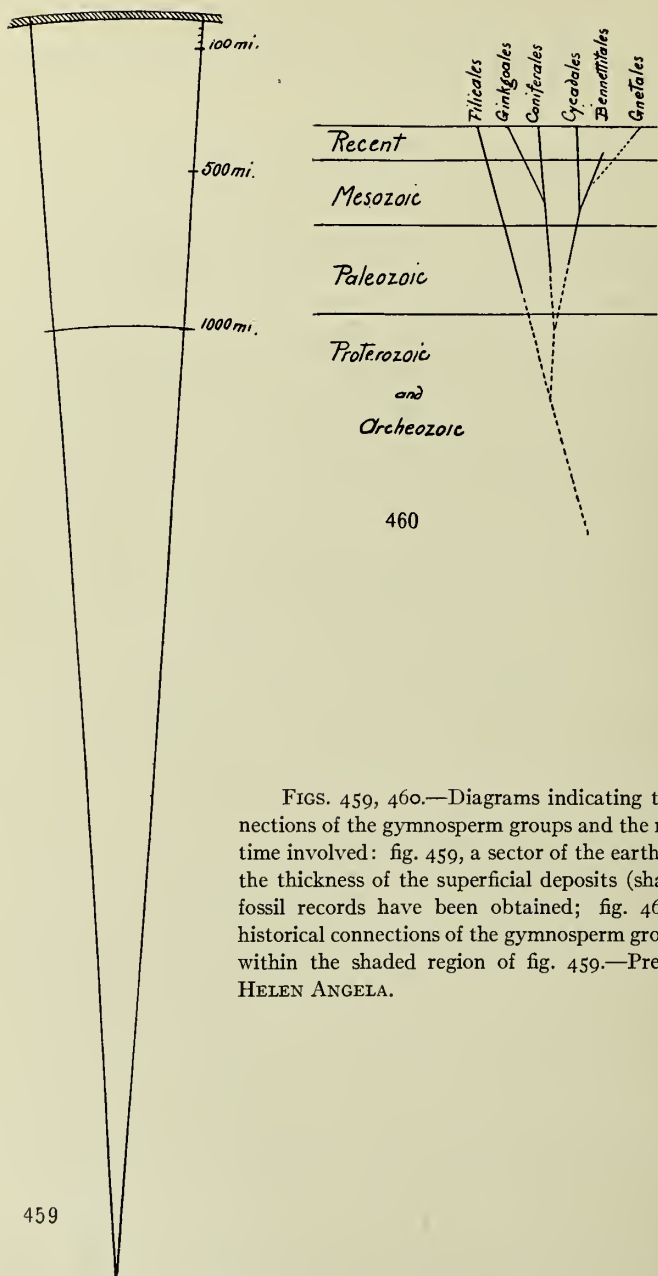 100 mi.
500 mi.
1000 mi.
459
Filicales
Ginkgoales
Coniferales
Cycadales
Bennettitales
Gnetales
Recent
Mesozoic
Paleozoic
Proterozoic
and
Archeozoic
460
FIGS. 459, 460.—Diagrams indicating t
nections of the gymnosperm groups and the r
time involved: fig. 459, a sector of the earth
the thickness of the superficial deposits (sha
fossil records have been obtained; fig. 46
historical connections of the gymnosperm gro
within the shaded region of fig. 459.—Pre
HELEN ANGELA.